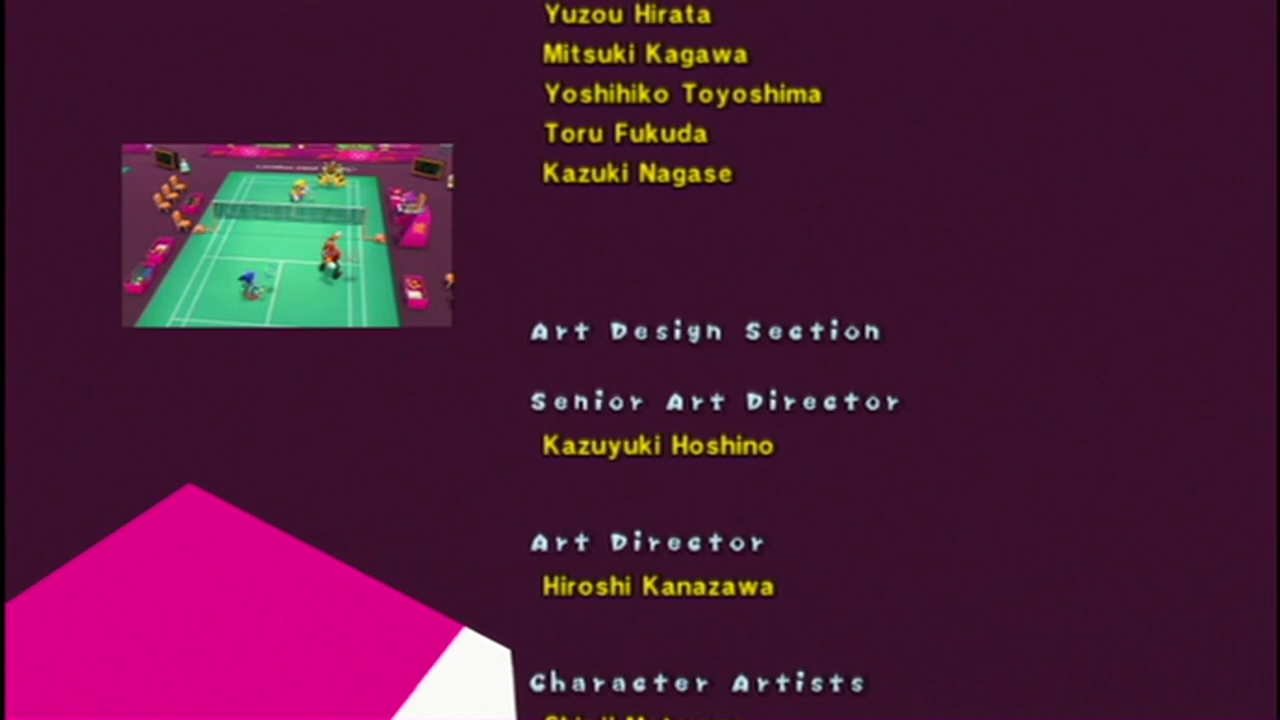 Yuzou Hirata
Mitsuki Kagawa
Yoshihiko Toyoshima
Toru Fukuda
Kazuki Nagase
Art Design Section
Senior Art Director
Kazuyuki Hoshino
Art Director
Hiroshi Kanazawa
Character Artists